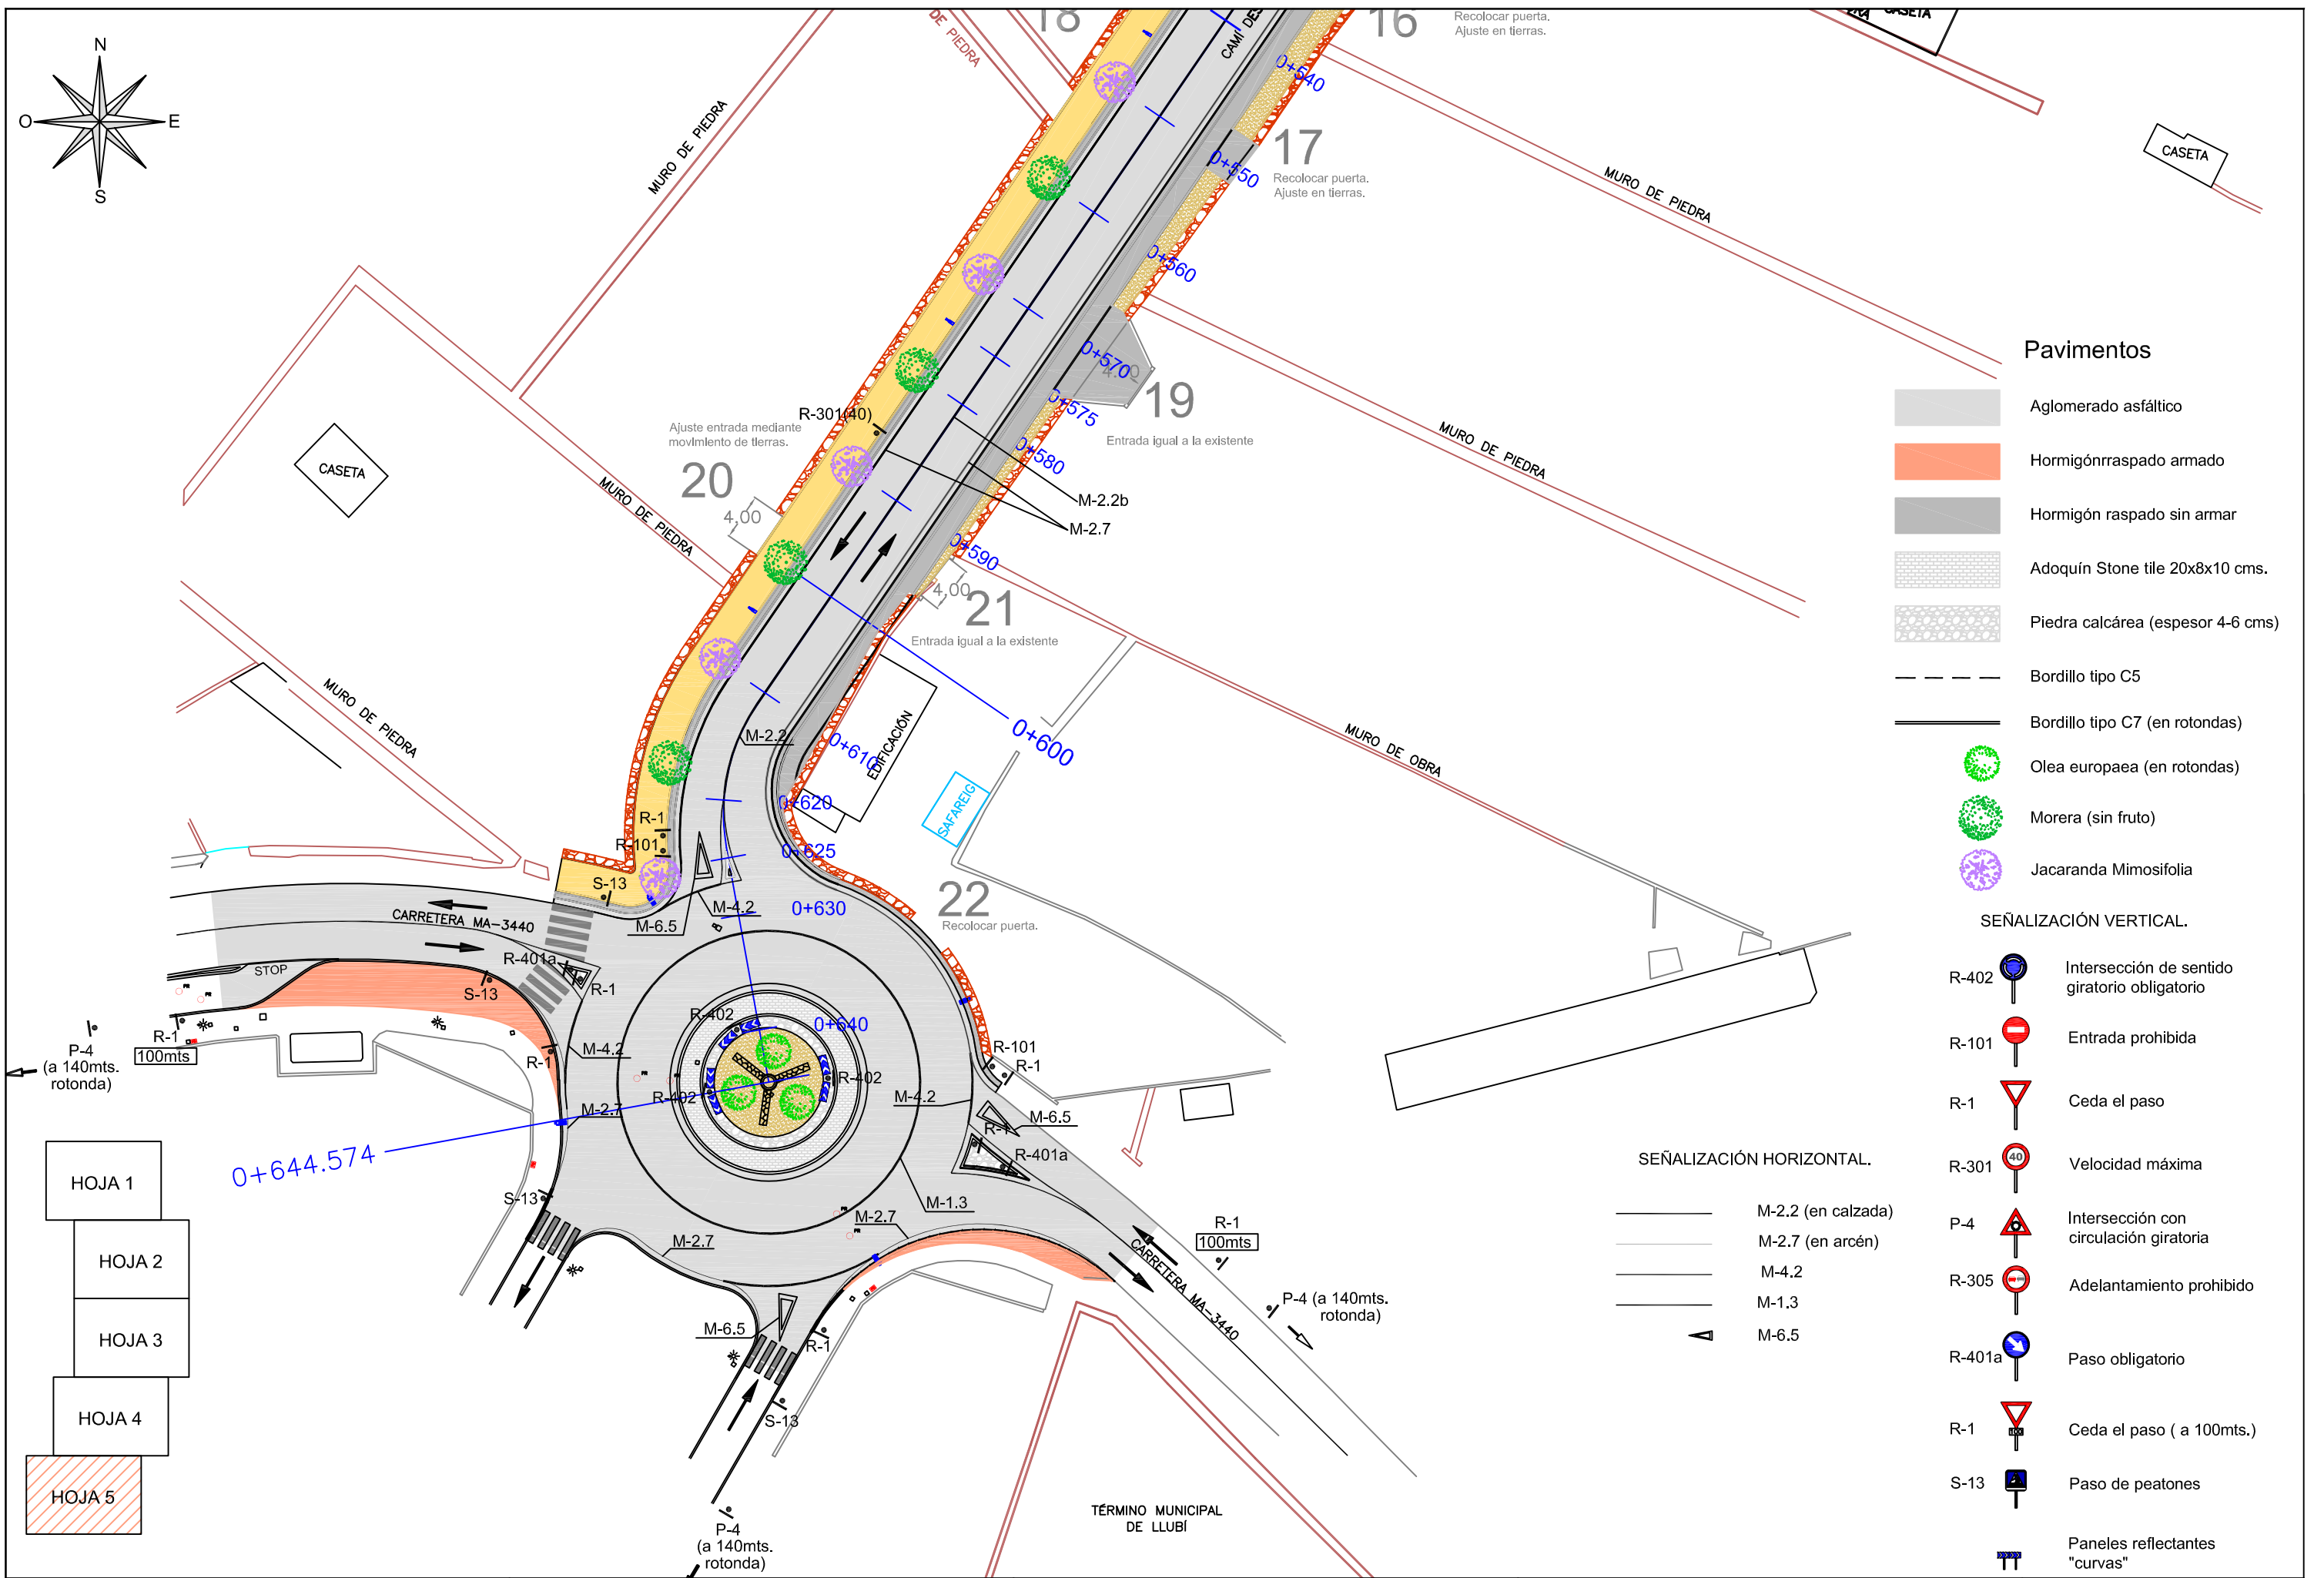 N
O
E
S
DE PIEDRA
18
CAMÍ DES
16
Recolocar puerta.
Ajuste en tierras.
CASETA
0+540
MURO DE PIEDRA
17
Recolocar puerta.
Ajuste en tierras.
0+550
MURO DE PIEDRA
CASETA
0+560
0+570
4.00
19
Entrada igual a la existente
0+575
0+580
R-301(40)
Ajuste entrada mediante
movimiento de tierras.
20
4,00
CASETA
MURO DE PIEDRA
MURO DE PIEDRA
M-2.2b
M-2.7
0+590
4,00
21
Entrada igual a la existente
MURO DE PIEDRA
M-2.2
0+610
EDIFICACIÓN
0+600
MURO DE OBRA
SAFAREIG
0+620
R-1
R-101
0+625
S-13
M-4.2
M-6.5
0+630
22
Recolocar puerta.
CARRETERA MA-3440
R-401a
STOP
S-13
R-1
R-1
100mts
P-4
(a 140mts.
rotonda)
R-402
0+640
M-4.2
R-1
R-402
R-402
M-2.7
R-101
R-1
M-4.2
M-6.5
R-1
R-401a
0+644.574
S-13
M-1.3
M-2.7
M-2.7
R-1
100mts
CARRETERA MA-3440
P-4 (a 140mts.
rotonda)
M-6.5
R-1
S-13
P-4
(a 140mts.
rotonda)
TÉRMINO MUNICIPAL
DE LLUBÍ
HOJA 1
HOJA 2
HOJA 3
HOJA 4
HOJA 5
Pavimentos
Aglomerado asfáltico
Hormigónrraspado armado
Hormigón raspado sin armar
Adoquín Stone tile 20x8x10 cms.
Piedra calcárea (espesor 4-6 cms)
Bordillo tipo C5
Bordillo tipo C7 (en rotondas)
Olea europaea (en rotondas)
Morera (sin fruto)
Jacaranda Mimosifolia
SEÑALIZACIÓN VERTICAL.
R-402
Intersección de sentido
giratorio obligatorio
R-101
Entrada prohibida
R-1
Ceda el paso
R-301
40
Velocidad máxima
P-4
Intersección con
circulación giratoria
R-305
Adelantamiento prohibido
R-401a
Paso obligatorio
R-1
Ceda el paso ( a 100mts.)
S-13
Paso de peatones
Paneles reflectantes
"curvas"
SEÑALIZACIÓN HORIZONTAL.
M-2.2 (en calzada)
M-2.7 (en arcén)
M-4.2
M-1.3
M-6.5